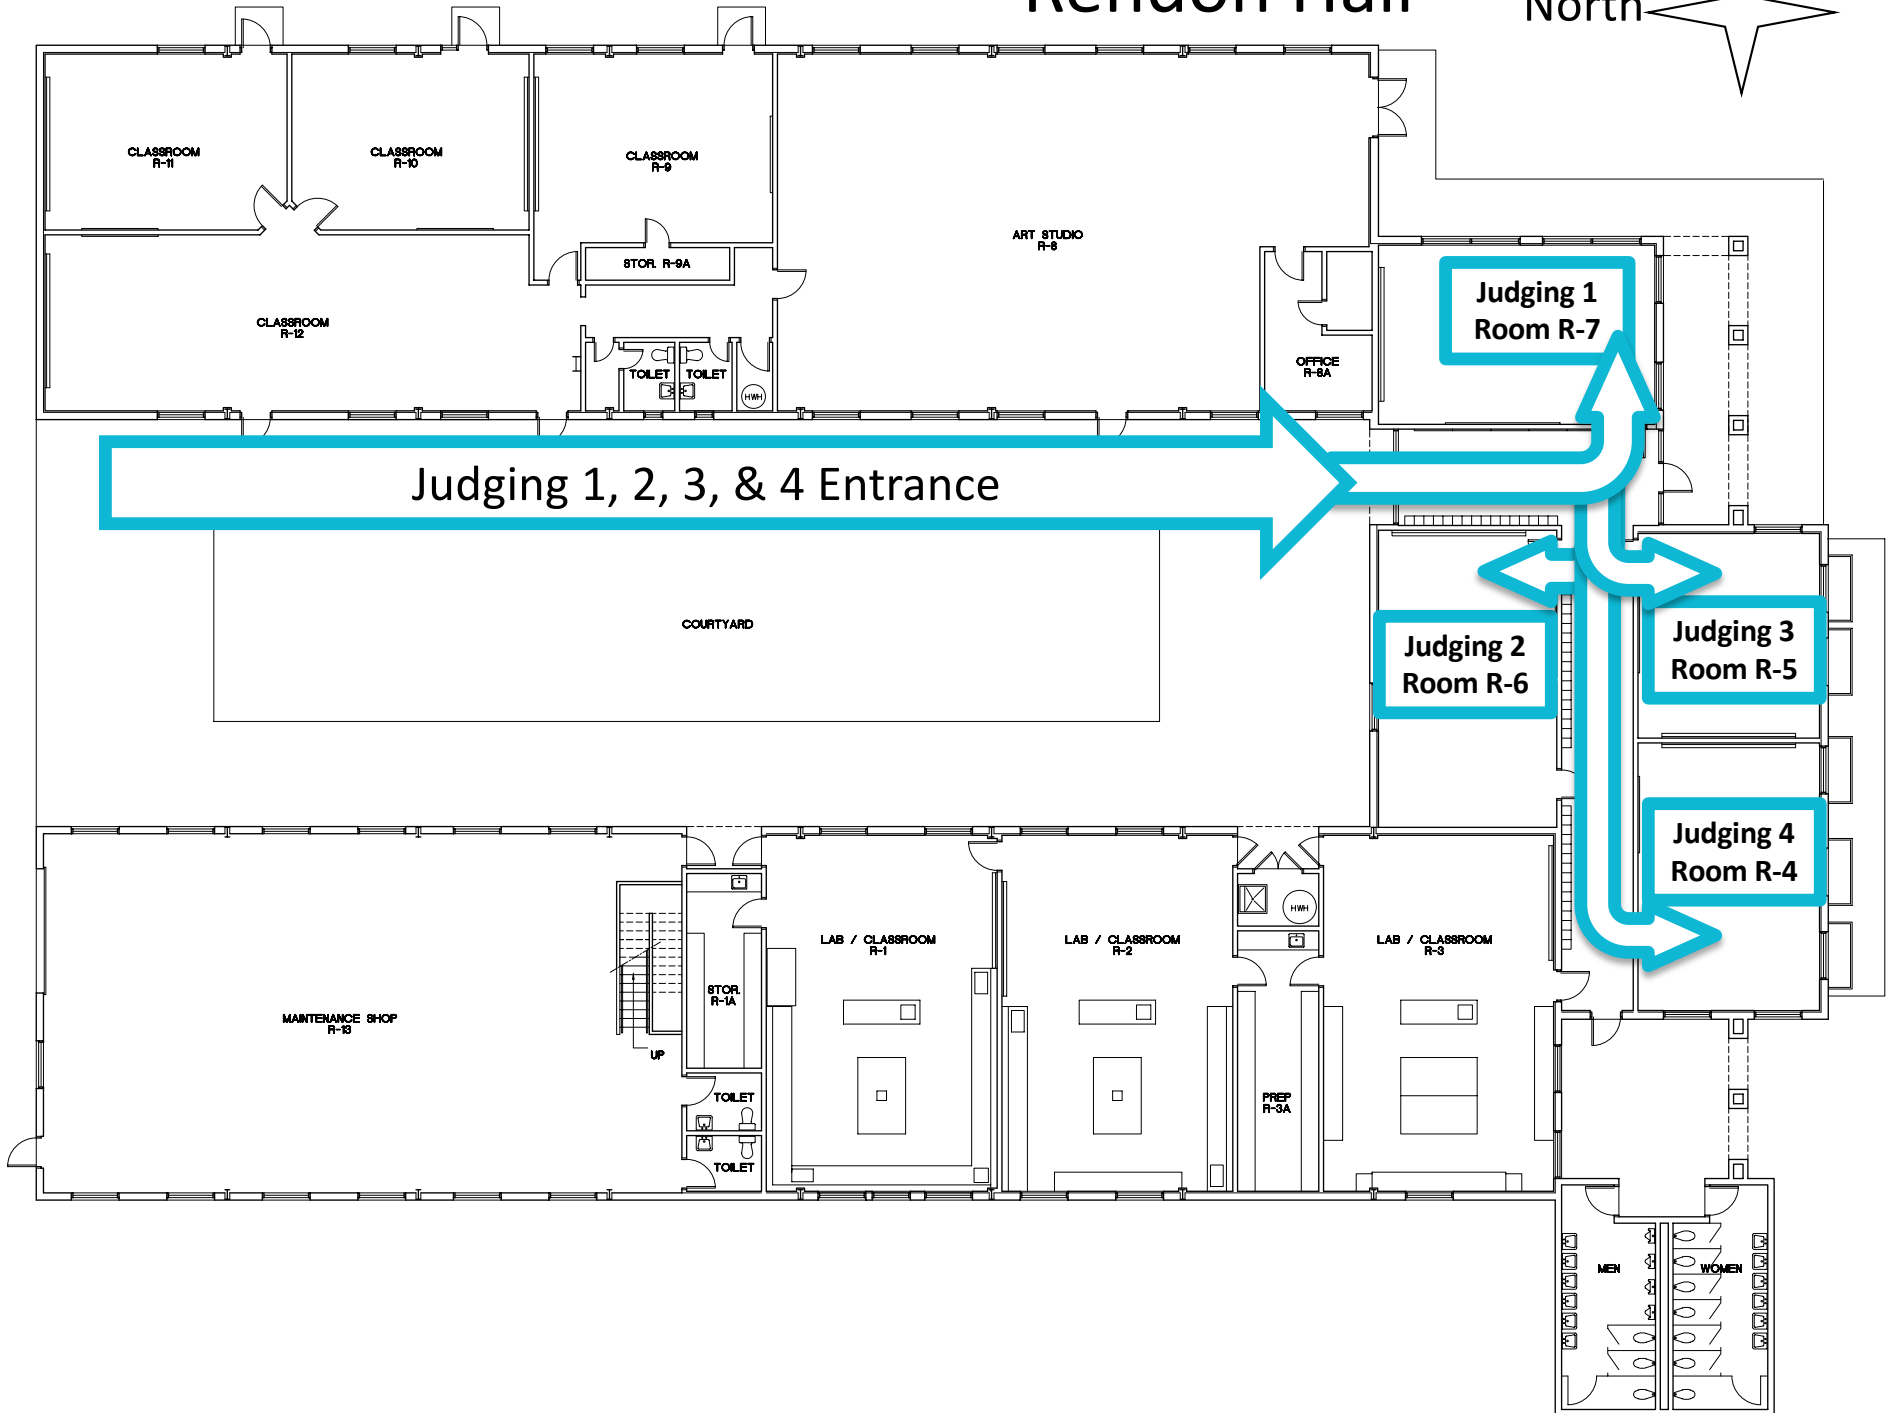 Rendon Hall
North
CLASSROOM
R-11
CLASSROOM
R-10
CLASSROOM
R-9
STOR. R-9A
ART STUDIO
R-8
CLASSROOM
R-12
TOILET
TOILET
HWH
OFFICE
R-8A
Judging 1
Room R-7
Judging 1, 2, 3, & 4 Entrance
COURTYARD
Judging 2
Room R-6
Judging 3
Room R-5
Judging 4
Room R-4
MAINTENANCE SHOP
R-13
UP
STOR.
R-1A
TOILET
TOILET
LAB / CLASSROOM
R-1
LAB / CLASSROOM
R-2
HWH
PREP
R-3A
LAB / CLASSROOM
R-3
MEN
WOMEN